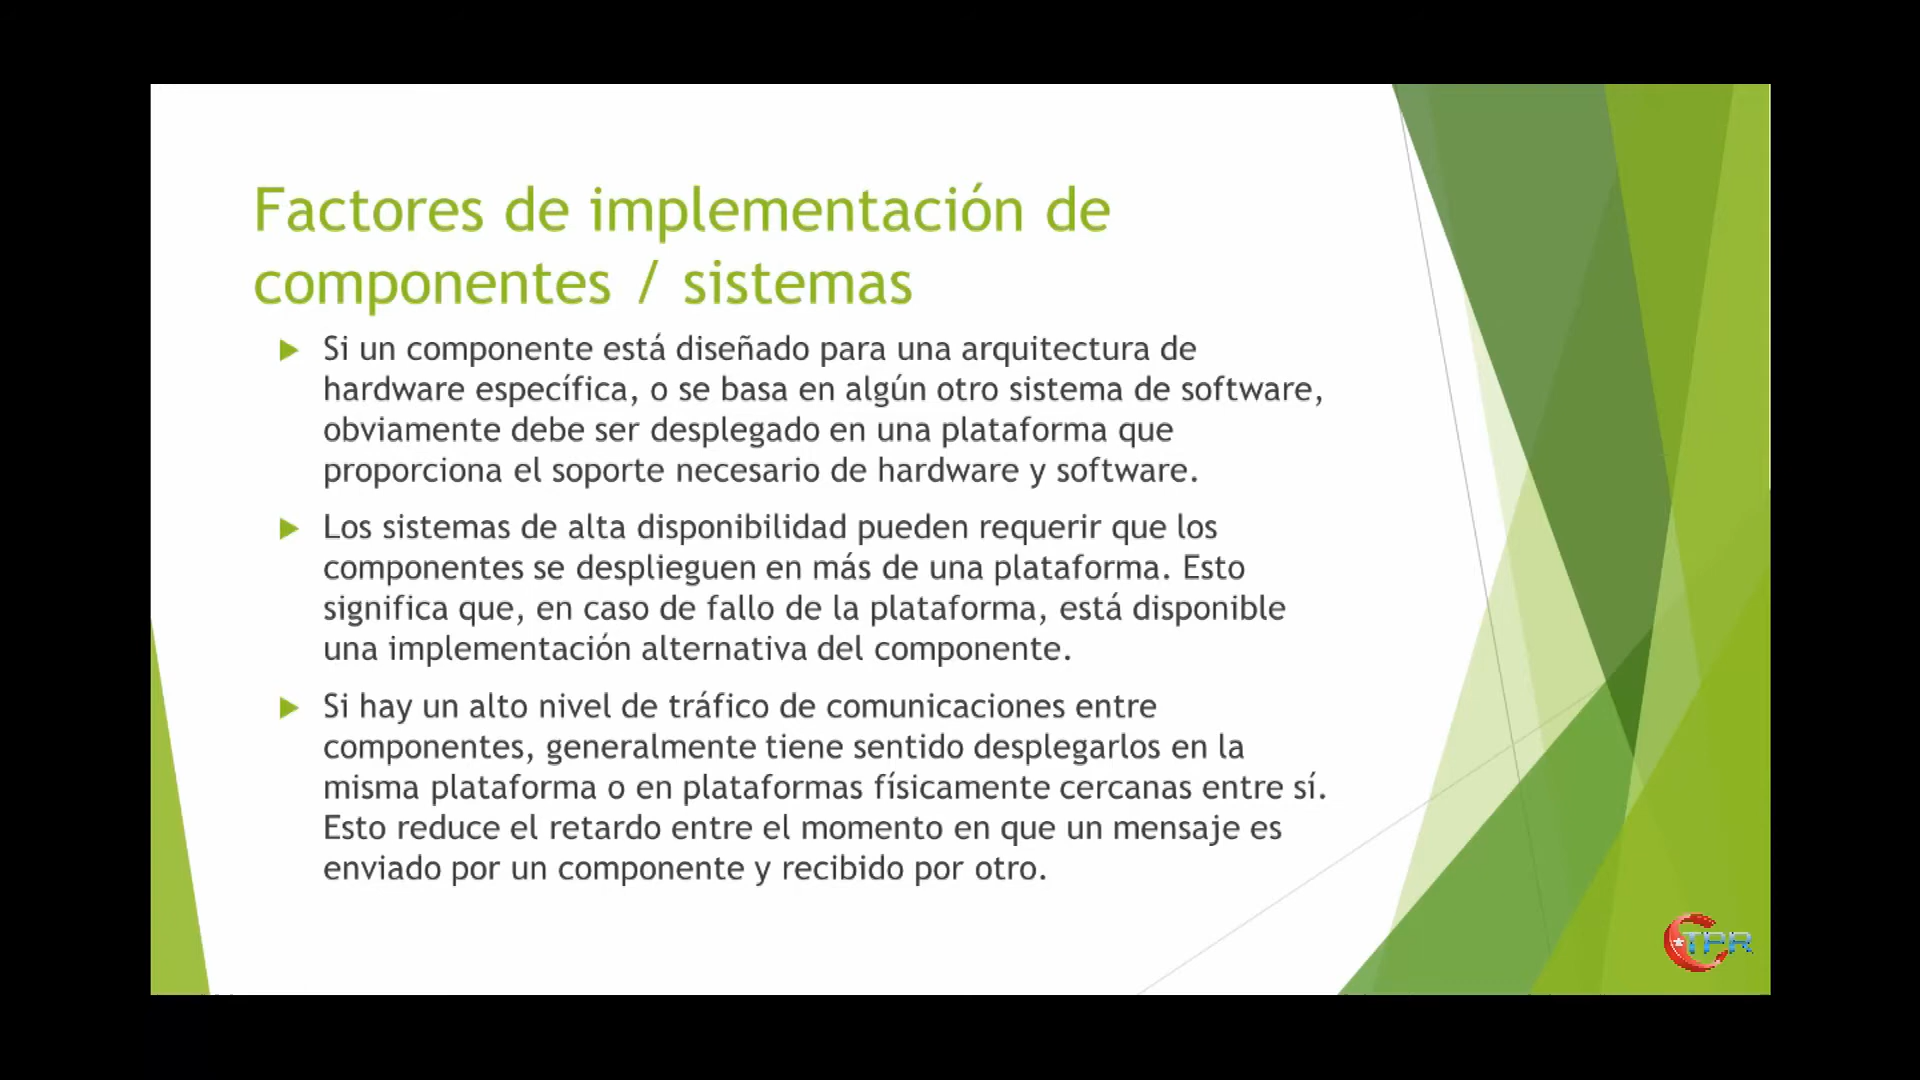 Factores de implementación de
componentes / sistemas
Si un componente está diseñado para una arquitectura de
hardware específica, o se basa en algún otro sistema de software,
obviamente debe ser desplegado en una plataforma que
proporciona el soporte necesario de hardware y software.
Los sistemas de alta disponibilidad pueden requerir que los
componentes se desplieguen en más de una plataforma. Esto
significa que, en caso de fallo de la plataforma, está disponible
una implementación alternativa del componente.
Si hay un alto nivel de tráfico de comunicaciones entre
componentes, generalmente tiene sentido desplegarlos en la
misma plataforma o en plataformas físicamente cercanas entre sí.
Esto reduce el retardo entre el momento en que un mensaje es
enviado por un componente y recibido por otro.
TPR